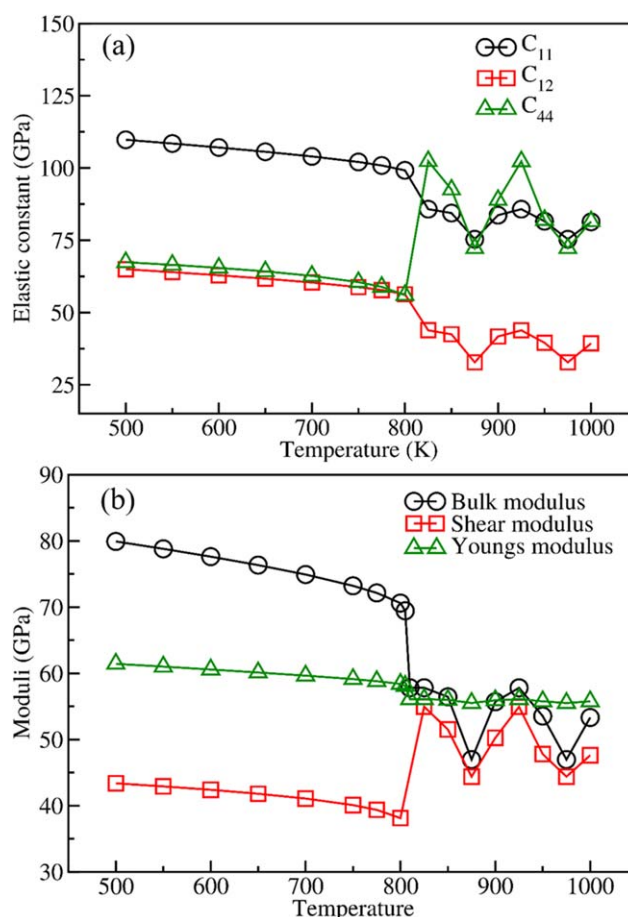 (a)
C11
C12
C44
150
125
100
75
50
25
Elastic constant (GPa)
500 600 700 800 900 1000
Temperature (K)
(b)
Bulk modulus
Shear modulus
Youngs modulus
90
80
70
60
50
40
30
Moduli (GPa)
500 600 700 800 900 1000
Temperature